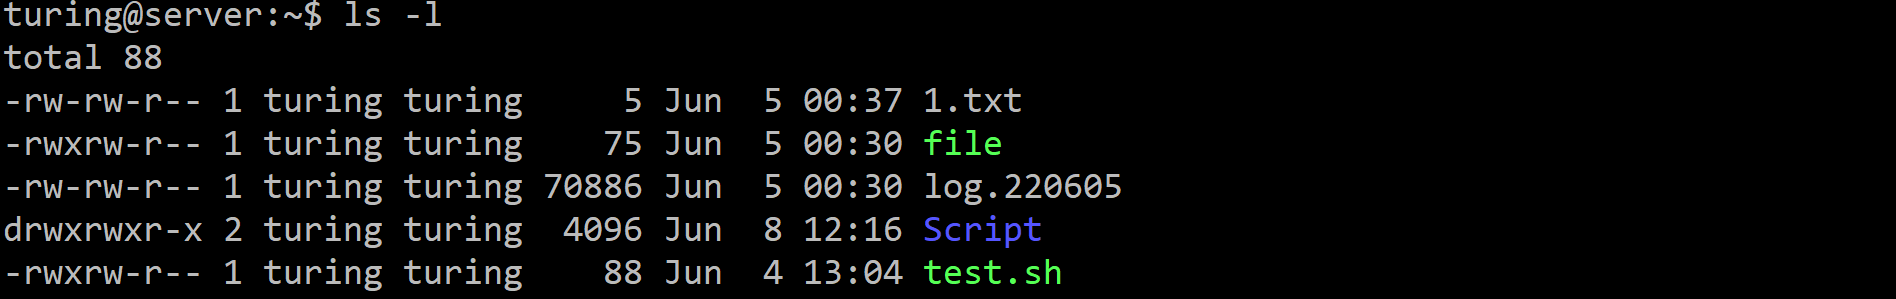 turing@server:~$ ls -l
total 88
-rw-rw-r-- 1 turing turing     5 Jun  5 00:37 1.txt
-rwxrw-r-- 1 turing turing    75 Jun  5 00:30 file
-rw-rw-r-- 1 turing turing 70886 Jun  5 00:30 log.220605
drwxrwxr-x 2 turing turing  4096 Jun  8 12:16 Script
-rwxrw-r-- 1 turing turing    88 Jun  4 13:04 test.sh